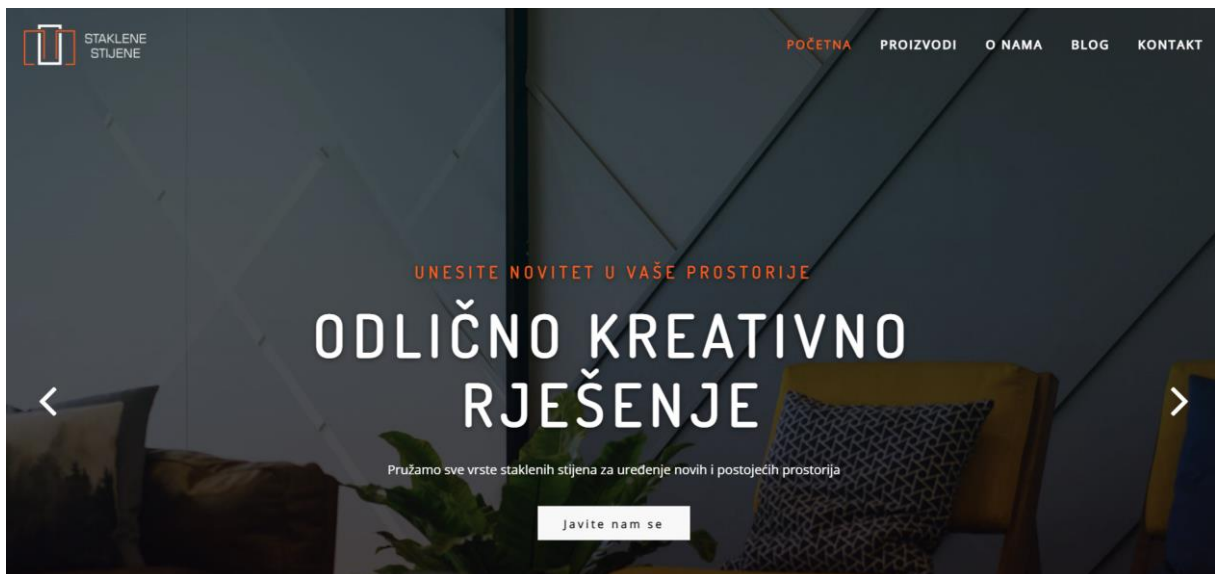 STAKLENE
STIJENE
POČETNA PROIZVODI O NAMA BLOG KONTAKT
UNESITE NOVITET U VAŠE PROSTORIJE
ODLIČNO KREATIVNO
RJEŠENJE
Pružamo sve vrste staklenih stijena za uređenje novih i postojećih prostorija
Javite nam se